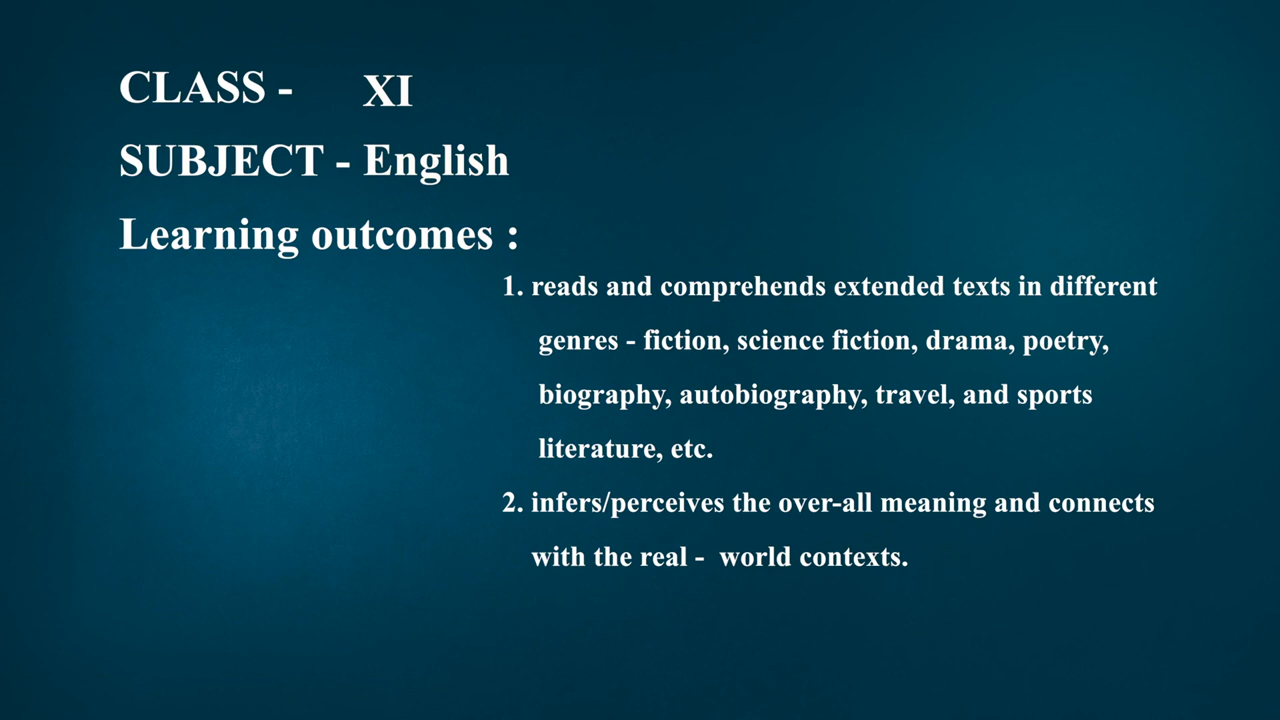 CLASS - XI
SUBJECT - English
Learning outcomes :
1. reads and comprehends extended texts in different
genres - fiction, science fiction, drama, poetry,
biography, autobiography, travel, and sports
literature, etc.
2. infers/perceives the over-all meaning and connects
with the real - world contexts.